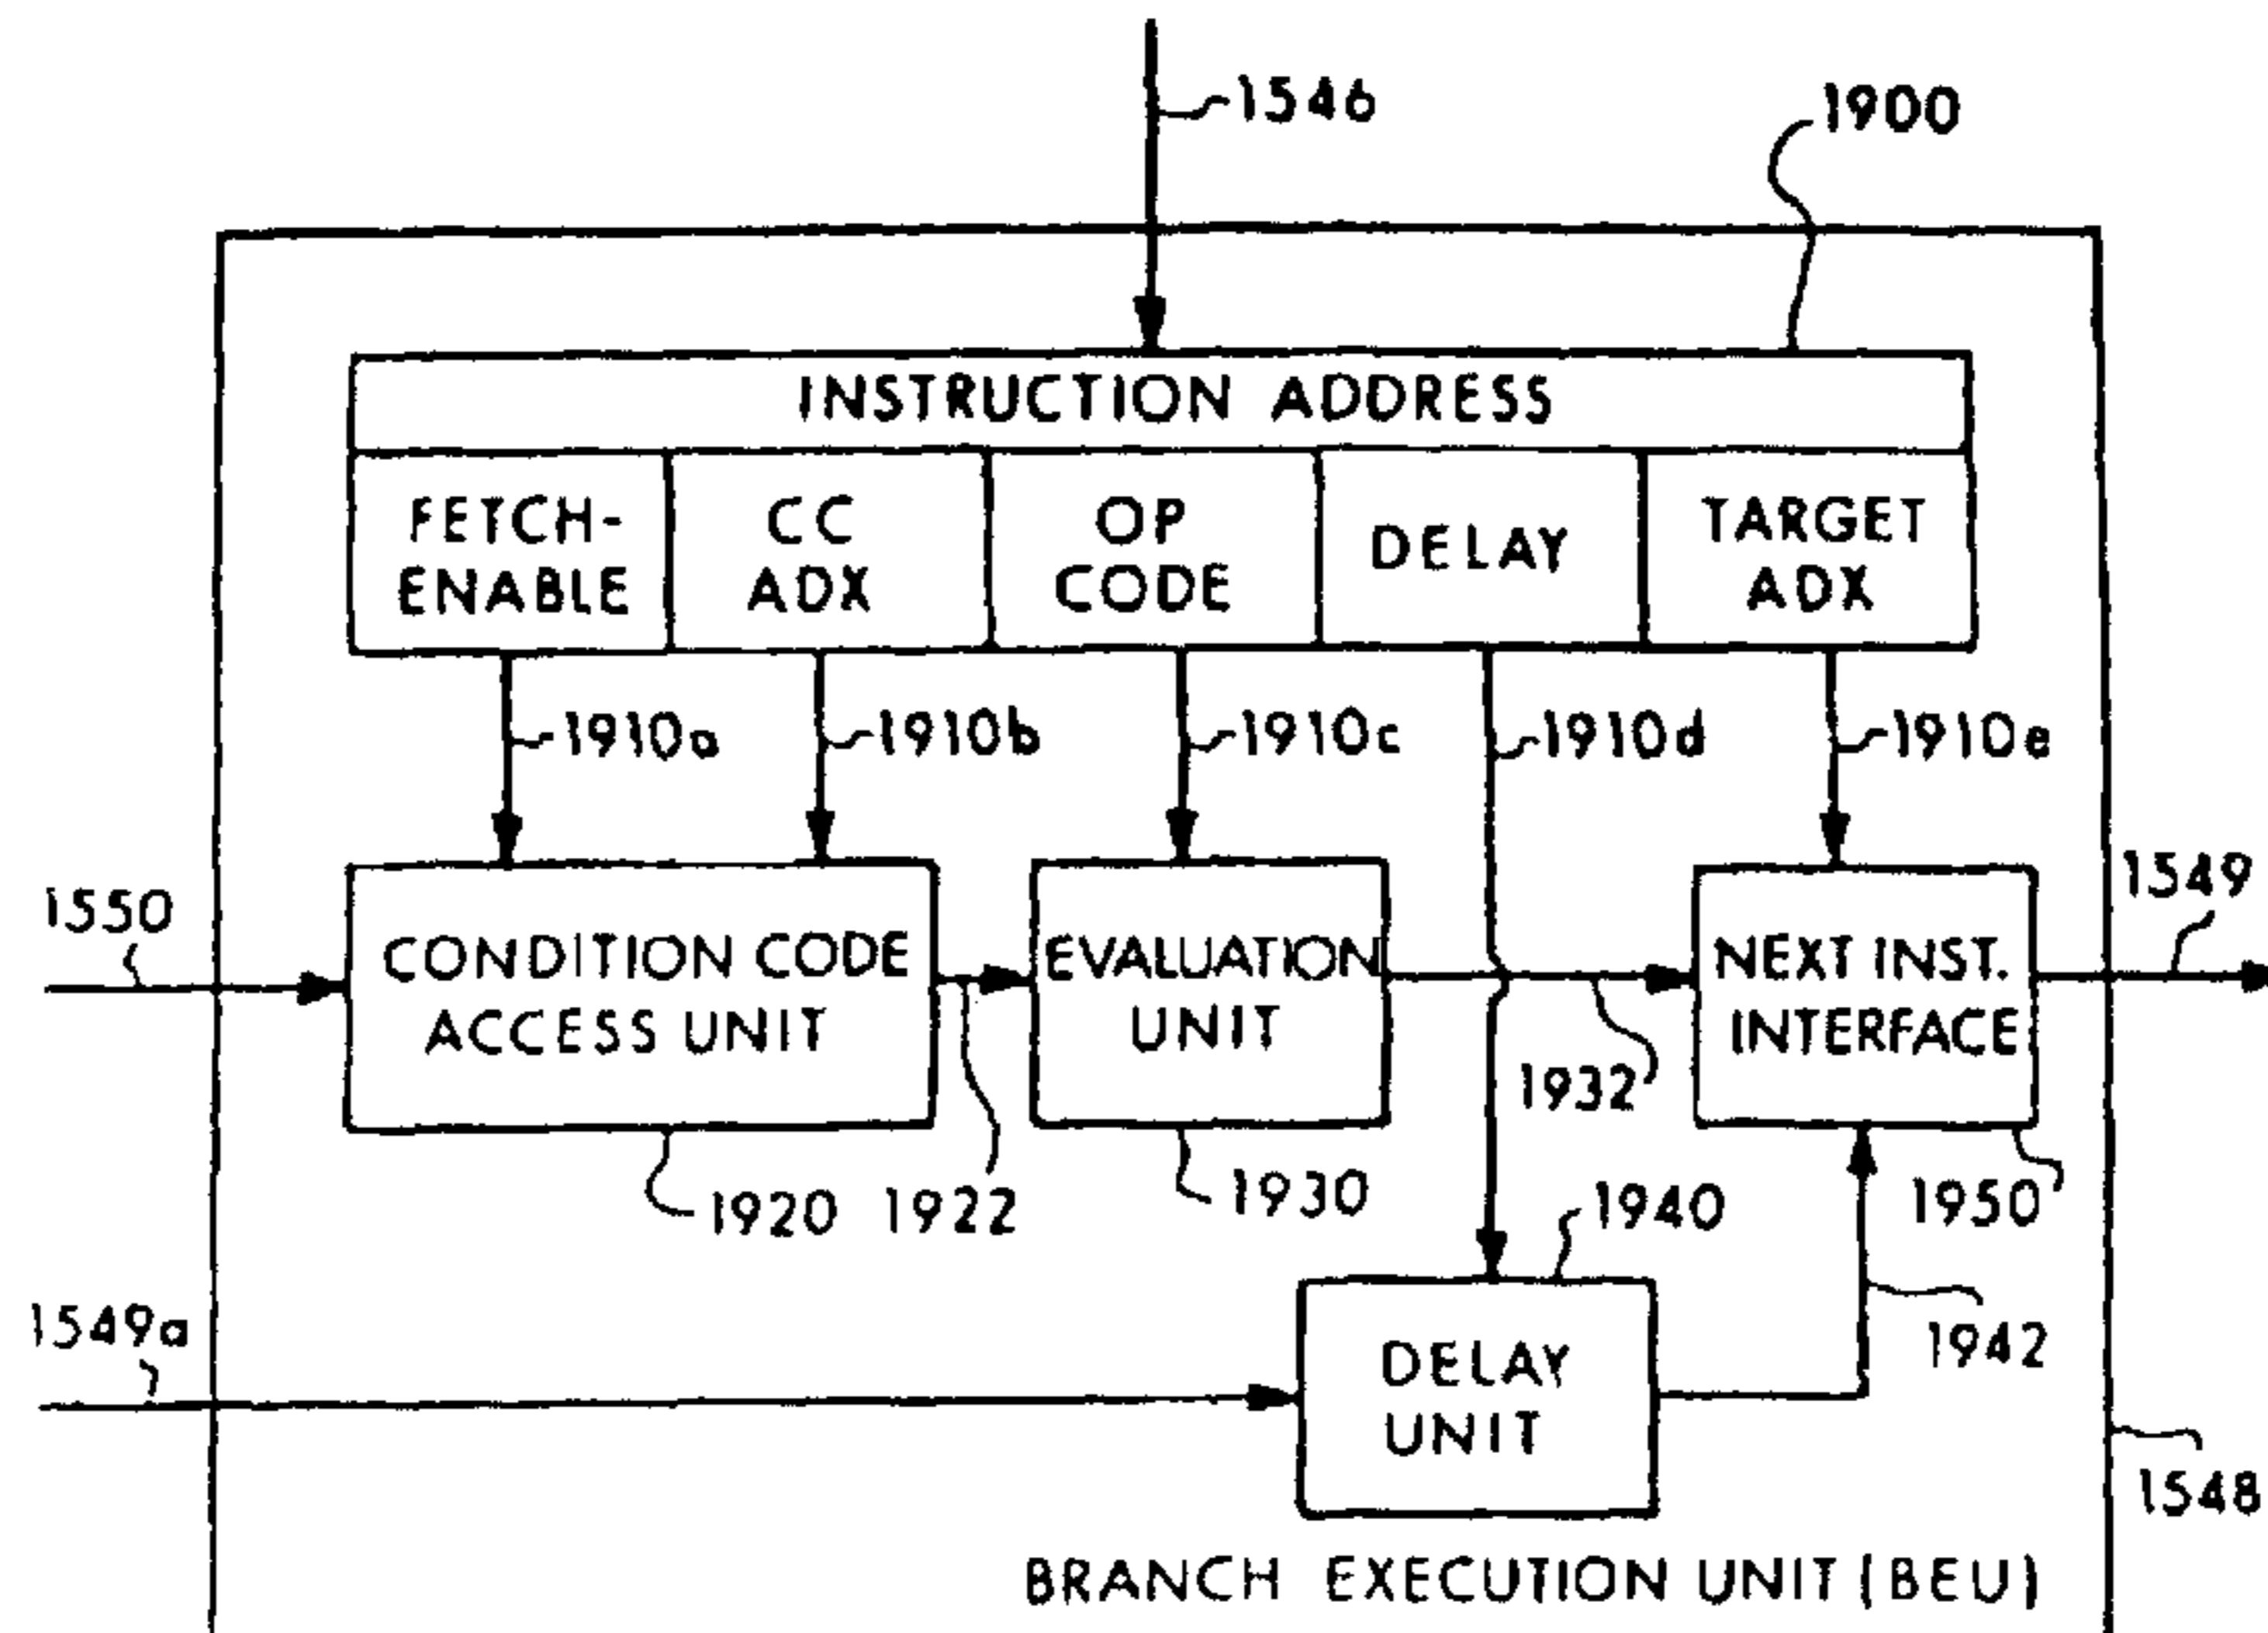 1546
1900
INSTRUCTION ADDRESS
FETCH-
ENABLE
CC
ADX
OP
CODE
DELAY
TARGET
ADX
1910a
1910b
1910c
1910d
1910e
1550
CONDITION CODE
ACCESS UNIT
EVALUATION
UNIT
NEXT INST.
INTERFACE
1549
1932
1920
1922
1930
1940
1950
1549a
DELAY
UNIT
1942
1548
BRANCH EXECUTION UNIT (BEU)